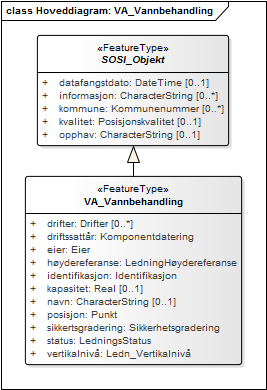 class Hoveddiagram: VA_Vannbehandling
«FeatureType»
SOSI_Objekt
+ datafangstdato: DateTime [0..1]
+ informasjon: CharacterString [0..*]
+ kommune: Kommunenummer [0..*]
+ kvalitet: Posisjonskvalitet [0..1]
+ opphav: CharacterString [0..1]
«FeatureType»
VA_Vannbehandling
+ drifter: Drifter [0..*]
+ driftssattår: Komponentdatering
+ eier: Eier
+ høydereferanse: LedningHøydereferanse
+ identifikasjon: Identifikasjon
+ kapasitet: Real [0..1]
+ navn: CharacterString [0..1]
+ posisjon: Punkt
+ sikkertsgradering: Sikkerhetsgradering
+ status: LedningsStatus
+ vertikalnivå: Ledn_Vertikalnivå